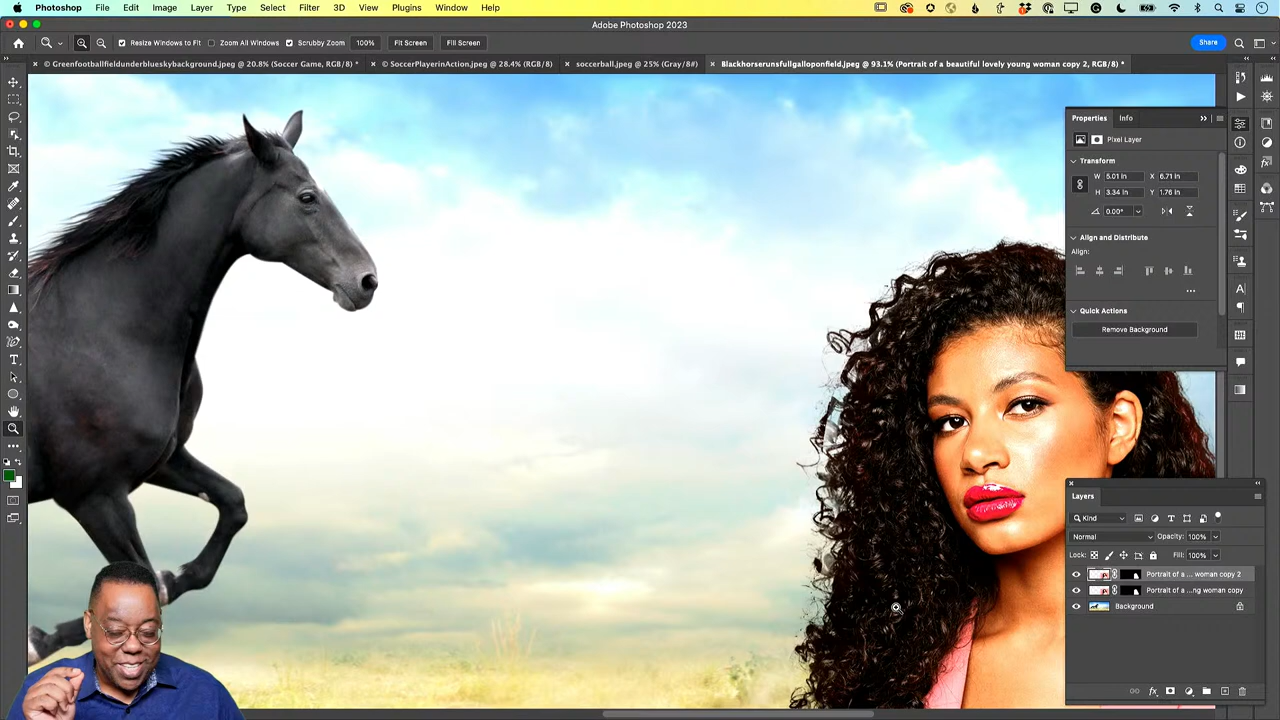 Photoshop File Edit Image Layer Type Select Filter 3D View Plugins Window Help
Adobe Photoshop 2023
Resize Windows to Fit Zoom All Windows Scrubby Zoom 100% Fit Screen Fill Screen Share
© Greenfootballfieldunderblueskybackground.jpeg @ 20.8% (Soccer Game, RGB/8) * © SoccerPlayerinAction.jpeg @ 28.4% (RGB/8) soccerball.jpeg @ 25% (Gray/8#) Blackhorserunsfullgalloponfield.jpeg @ 93.1% (Portrait of a beautiful lovely young woman copy 2, RGB/8) *
Properties Info
Pixel Layer
Transform
W 5.01 in X 6.71 in
H 3.34 in Y 1.76 in
0.00°
Align and Distribute
Align:
Quick Actions
Remove Background
Layers
Kind
Normal Opacity: 100%
Lock: Fill: 100%
Portrait of a ... woman copy 2
Portrait of a ...ng woman copy
Background